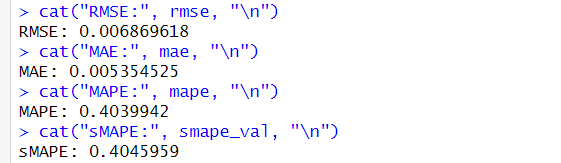 > cat("RMSE:", rmse, "\n")
RMSE: 0.006869618
> cat("MAE:", mae, "\n")
MAE: 0.005354525
> cat("MAPE:", mape, "\n")
MAPE: 0.4039942
> cat("sMAPE:", smape_val, "\n")
sMAPE: 0.4045959